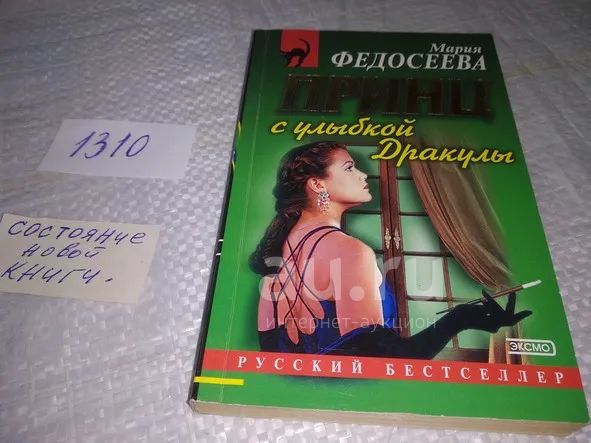 Мария
ФЕДОСЕЕВА
ПРИНЦ
с улыбкой
Дракулы
1310
СОСТОЯНИЕ
НОВОЙ
КНИГИ.
au.ru
интернет-аукцион
ЭКСМО
РУССКИЙ БЕСТСЕЛЛЕР